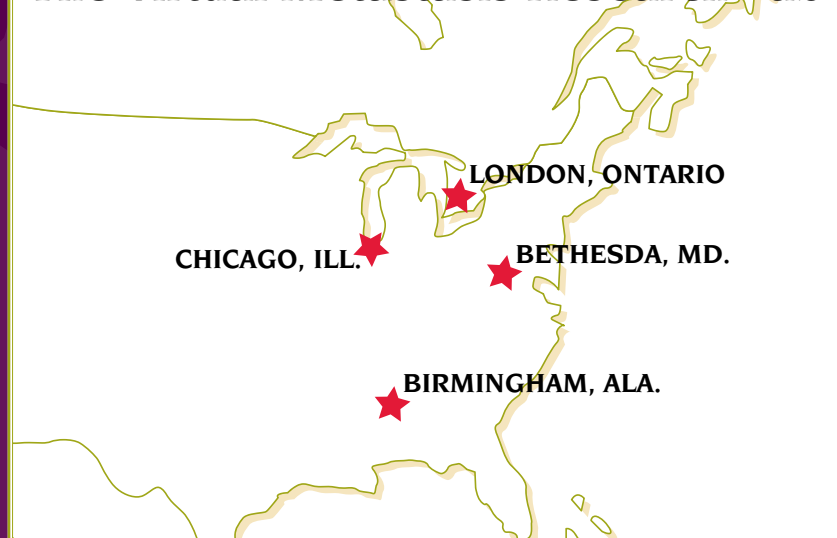 LONDON, ONTARIO
BETHESDA, MD.
CHICAGO, ILL.
BIRMINGHAM, ALA.